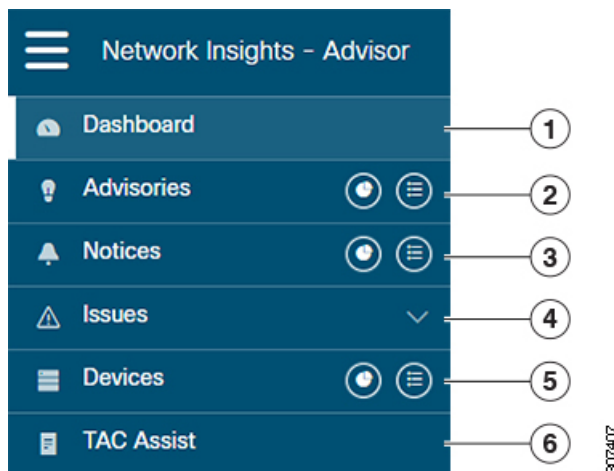 Network Insights - Advisor
Dashboard
1
Advisories
2
Notices
3
Issues
4
Devices
5
TAC Assist
6